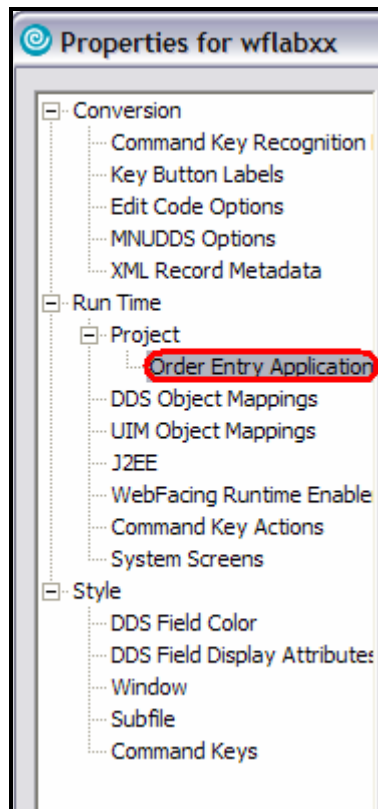 Properties for wflabxx
Conversion
Command Key Recognition
Key Button Labels
Edit Code Options
MNUDDS Options
XML Record Metadata
Run Time
Project
Order Entry Application
DDS Object Mappings
UIM Object Mappings
J2EE
WebFacing Runtime Enable
Command Key Actions
System Screens
Style
DDS Field Color
DDS Field Display Attributes
Window
Subfile
Command Keys